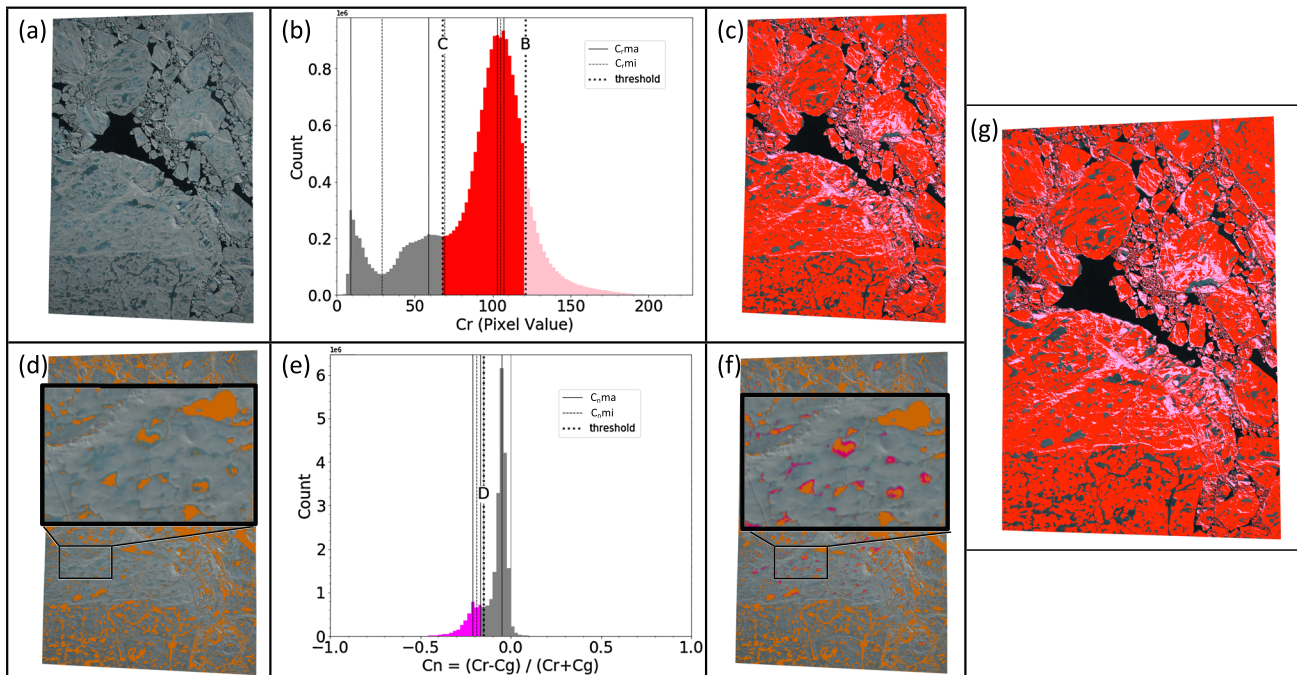 (a)
(b)
1e6
0.8
0.6
0.4
0.2
0.0
Count
C
B
Cᵣma
Cᵣmi
threshold
0
50
100
150
200
Cr (Pixel Value)
(c)
(g)
(d)
(e)
1e6
6
5
4
3
2
1
0
Count
D
Cₙma
Cₙmi
threshold
−1.0
−0.5
0.0
0.5
1.0
Cn = (Cr-Cg) / (Cr+Cg)
(f)